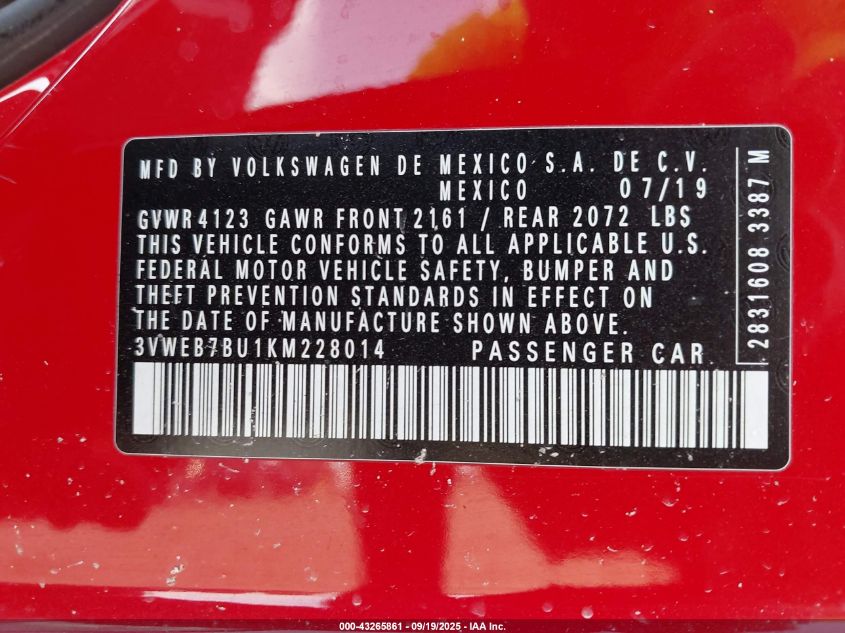 MFD BY VOLKSWAGEN DE MEXICO S.A. DE C.V.
MEXICO 07/19
GVWR 4123 GAWR FRONT 2161 / REAR 2072 LBS
THIS VEHICLE CONFORMS TO ALL APPLICABLE U.S.
FEDERAL MOTOR VEHICLE SAFETY, BUMPER AND
THEFT PREVENTION STANDARDS IN EFFECT ON
THE DATE OF MANUFACTURE SHOWN ABOVE.
3VWEB7BU1KM228014 PASSENGER CAR
2831608 3387 M
000-43265861 - 09/19/2025 - IAA Inc.